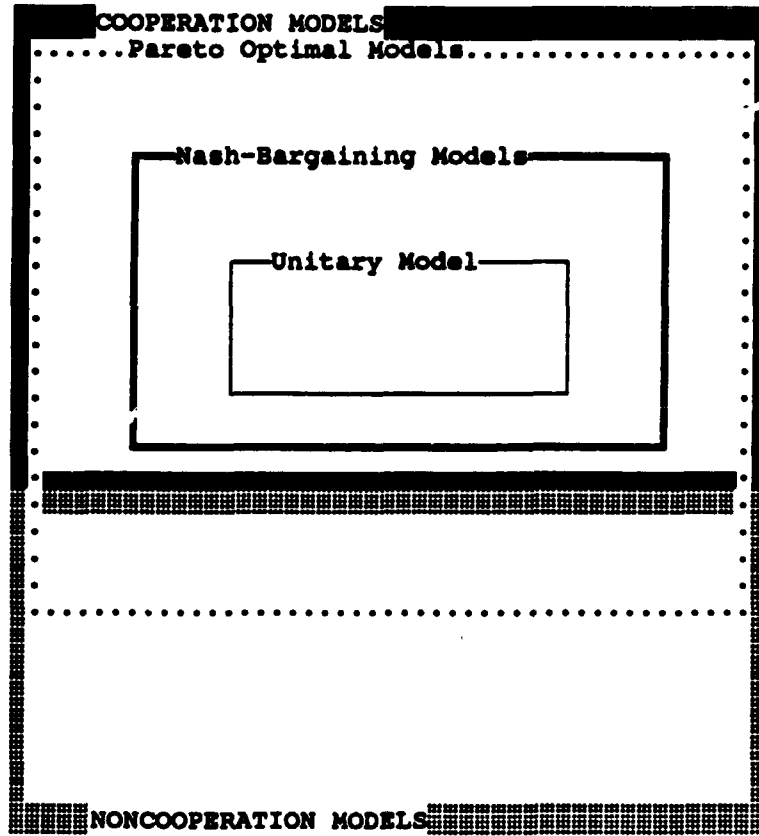 COOPERATION MODELS
Pareto Optimal Models
Nash-Bargaining Models
Unitary Model
NONCOOPERATION MODELS